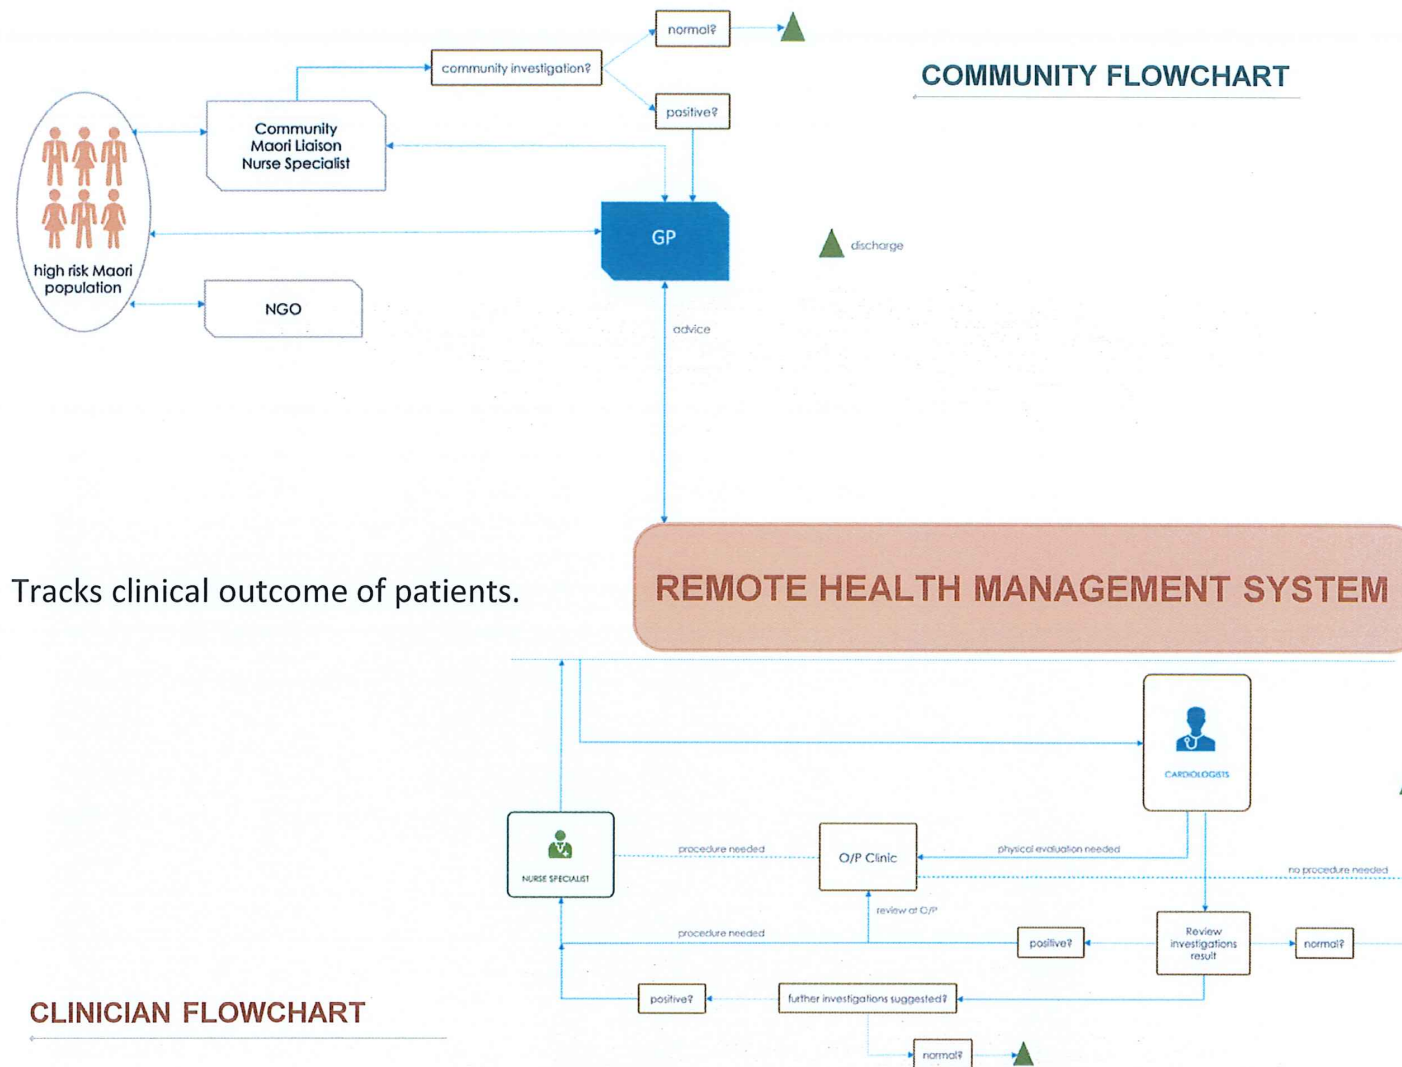 normal?
community investigation?
COMMUNITY FLOWCHART
positive?
Community
Maori Liaison
Nurse Specialist
GP
discharge
high risk Maori
population
NGO
advice
Tracks clinical outcome of patients.
REMOTE HEALTH MANAGEMENT SYSTEM
CARDIOLOGISTS
NURSE SPECIALIST
procedure needed
O/P Clinic
physical evaluation needed
no procedure needed
review at O/P
procedure needed
positive?
Review
investigations
result
normal?
positive?
further investigations suggested?
CLINICIAN FLOWCHART
normal?